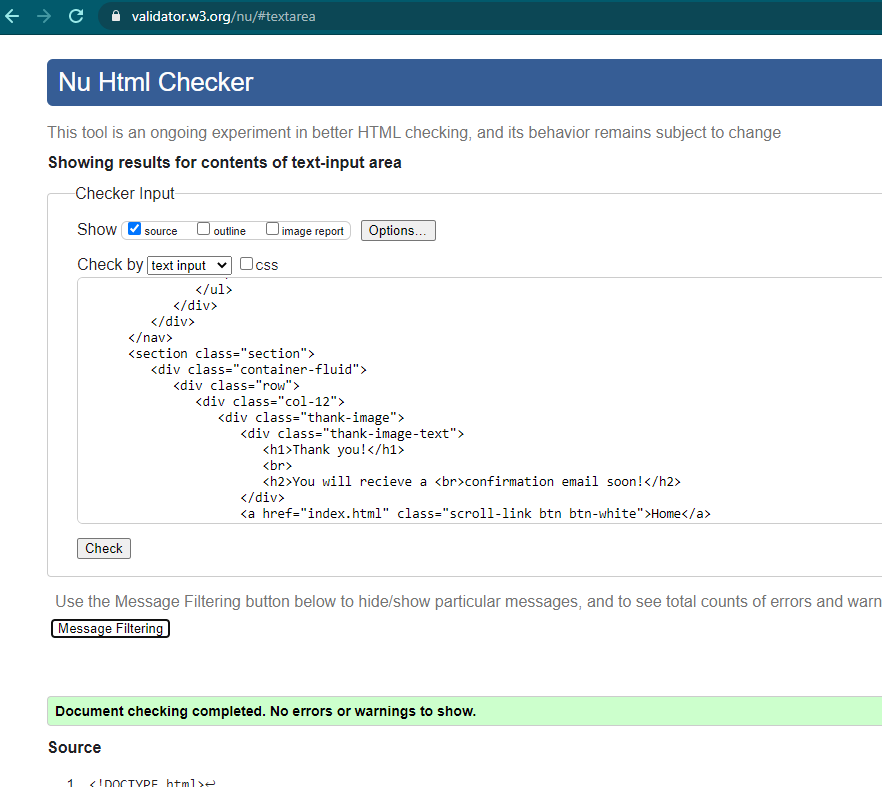 validator.w3.org/nu/#textarea
Nu Html Checker
This tool is an ongoing experiment in better HTML checking, and its behavior remains subject to change
Showing results for contents of text-input area
Checker Input
Show source outline image report Options...
Check by text input css
</ul>
</div>
</div>
</nav>
<section class="section">
<div class="container-fluid">
<div class="row">
<div class="col-12">
<div class="thank-image">
<div class="thank-image-text">
<h1>Thank you!</h1>
<br>
<h2>You will recieve a <br>confirmation email soon!</h2>
</div>
<a href="index.html" class="scroll-link btn btn-white">Home</a>
Check
Use the Message Filtering button below to hide/show particular messages, and to see total counts of errors and warn
Message Filtering
Document checking completed. No errors or warnings to show.
Source
1. <!DOCTYPE html>↩